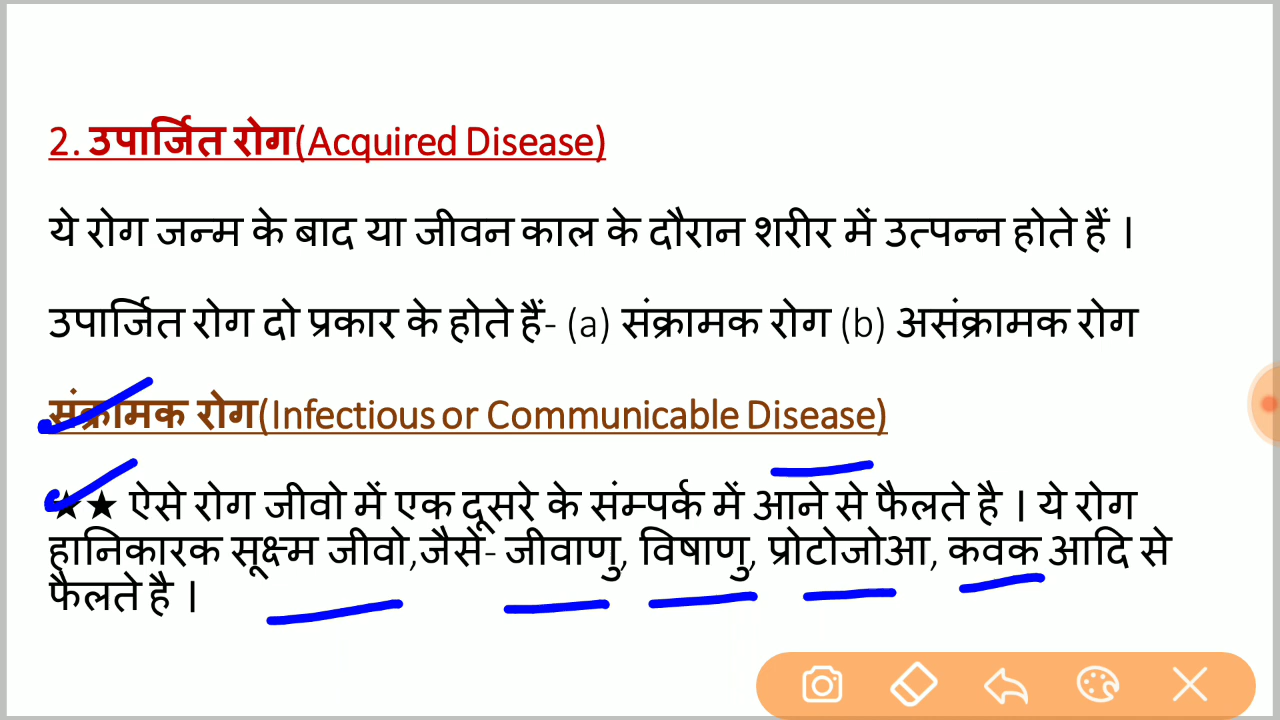 2. उपार्जित रोग(Acquired Disease)
ये रोग जन्म के बाद या जीवन काल के दौरान शरीर में उत्पन्न होते हैं ।
उपार्जित रोग दो प्रकार के होते हैं- (a) संक्रामक रोग (b) असंक्रामक रोग
संक्रामक रोग(Infectious or Communicable Disease)
★★ ऐसे रोग जीवो में एक दूसरे के संम्पर्क में आने से फैलते है । ये रोग
हानिकारक सूक्ष्म जीवो,जैसे- जीवाणु, विषाणु, प्रोटोजोआ, कवक आदि से
फैलते है ।